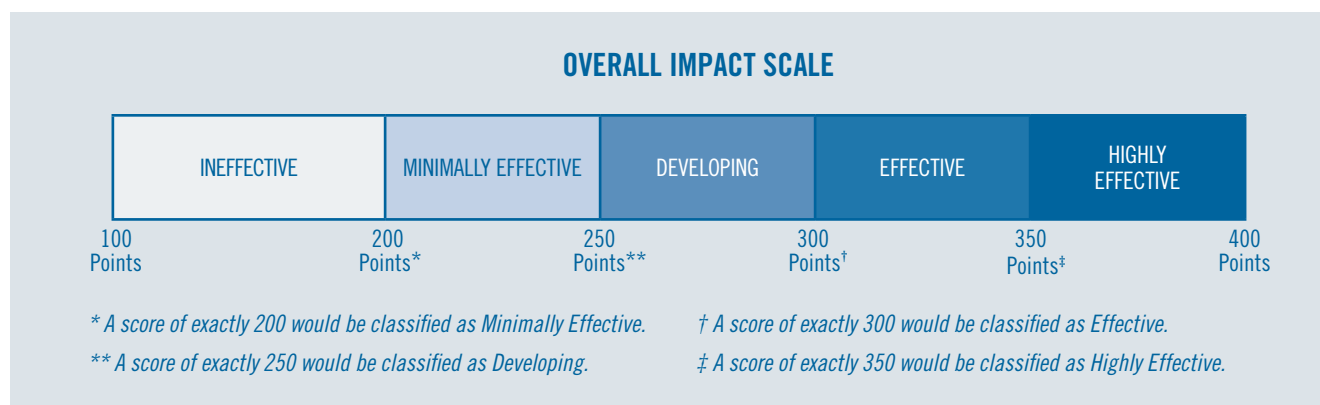 OVERALL IMPACT SCALE
INEFFECTIVE
MINIMALLY EFFECTIVE
DEVELOPING
EFFECTIVE
HIGHLY
EFFECTIVE
100
Points
200
Points*
250
Points**
300
Points†
350
Points‡
400
Points
* A score of exactly 200 would be classified as Minimally Effective.
** A score of exactly 250 would be classified as Developing.
† A score of exactly 300 would be classified as Effective.
‡ A score of exactly 350 would be classified as Highly Effective.